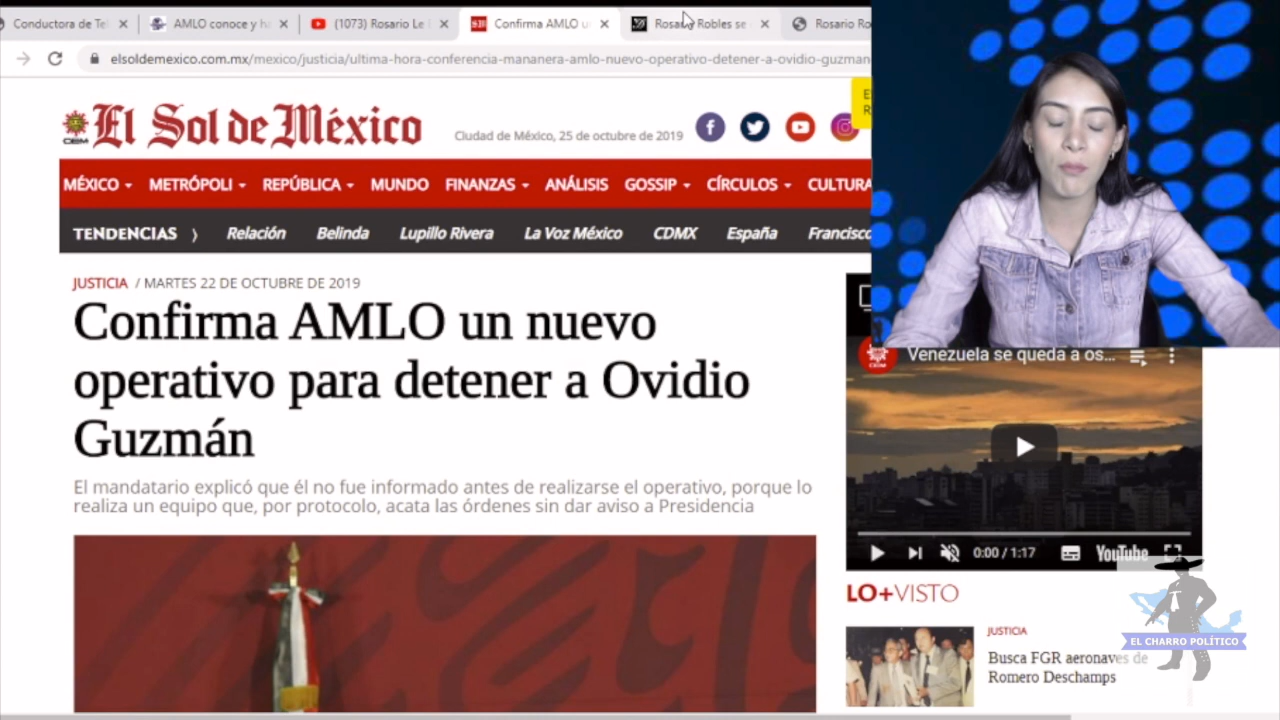 Conductora de Te
AMLO conoce y ha
(1073) Rosario Le
Confirma AMLO u
Rosario Robles se
Rosario Ro
elsoldemexico.com.mx/mexico/justicia/ultima-hora-conferencia-mananera-amlo-nuevo-operativo-detener-a-ovidio-guzman
El Sol de México
Ciudad de México, 25 de octubre de 2019
MÉXICO METRÓPOLI REPÚBLICA MUNDO FINANZAS ANÁLISIS GOSSIP CÍRCULOS CULTURA
TENDENCIAS ⟩ Relación Belinda Lupillo Rivera La Voz México CDMX España Francisco
JUSTICIA / MARTES 22 DE OCTUBRE DE 2019
Confirma AMLO un nuevo
operativo para detener a Ovidio
Guzmán
El mandatario explicó que él no fue informado antes de realizarse el operativo, porque lo
realiza un equipo que, por protocolo, acata las órdenes sin dar aviso a Presidencia
Venezuela se queda a os...
0:00 / 1:17
YouTube
LO+VISTO
JUSTICIA
Busca FGR aeronaves de
Romero Deschamps
EL CHARRO POLÍTICO